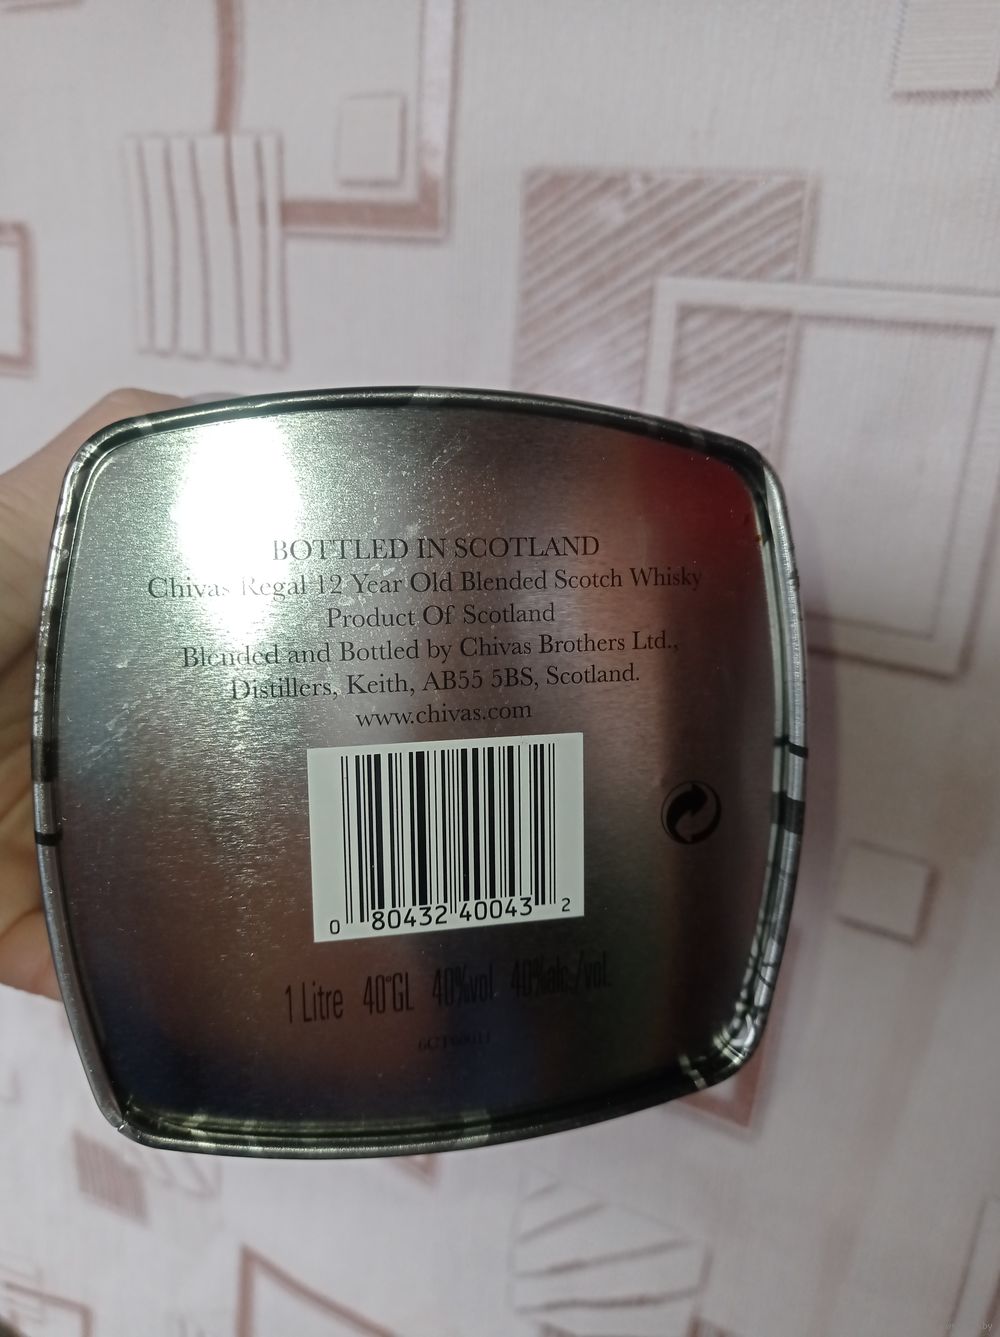 BOTTLED IN SCOTLAND
Chivas Regal 12 Year Old Blended Scotch Whisky
Product Of Scotland
Blended and Bottled by Chivas Brothers Ltd.,
Distillers, Keith, AB55 5BS, Scotland.
www.chivas.com
0 80432 40043 2
1 Litre 40°GL 40%vol 40%alc./vol.